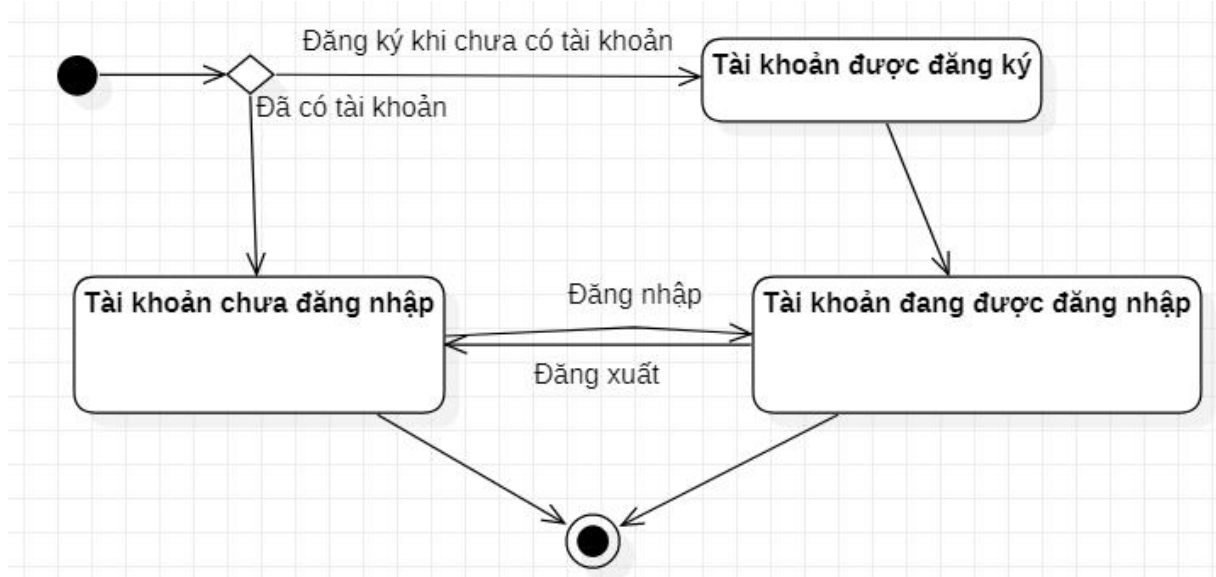 Đăng ký khi chưa có tài khoản
Tài khoản được đăng ký
Đã có tài khoản
Tài khoản chưa đăng nhập
Đăng nhập
Tài khoản đang được đăng nhập
Đăng xuất